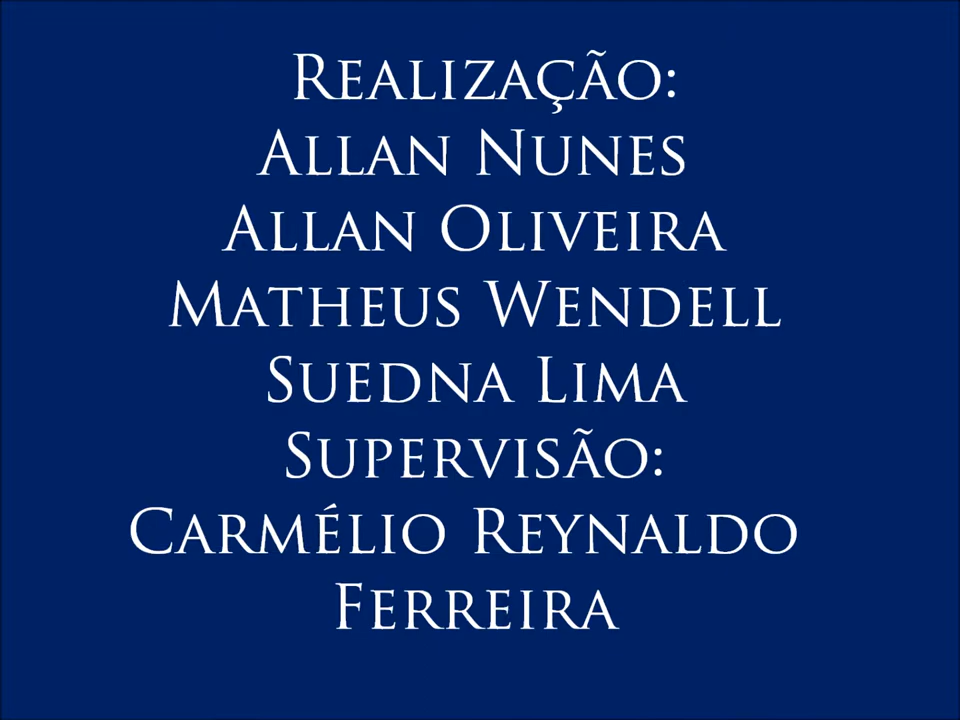 Realização:
Allan Nunes
Allan Oliveira
Matheus Wendell
Suedna Lima
Supervisão:
Carmélio Reynaldo
Ferreira